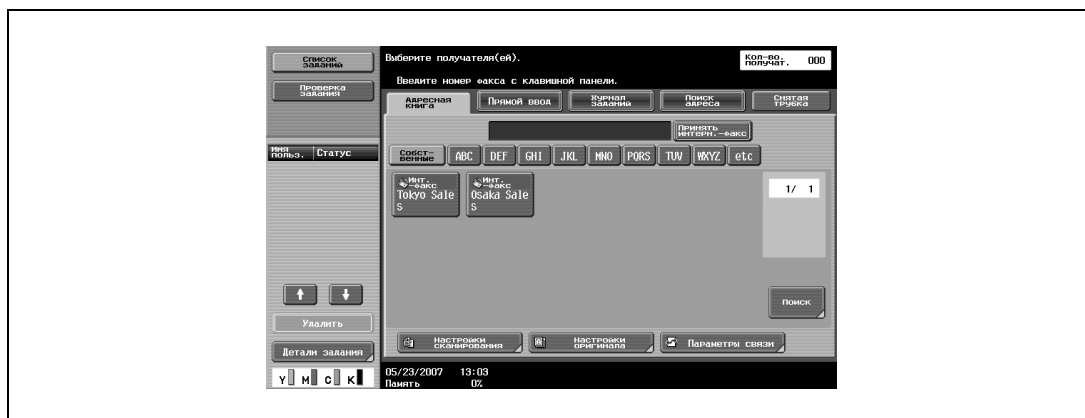 Список
заданий
Проверка
задания
Имя
польз.
Статус
Удалить
Детали задания
Y M C K
Выберите получателя(ей).
Введите номер факса с клавишной панели.
Кол-во.
получат.
000
Адресная
книга
Прямой ввод
Журнал
заданий
Поиск
адреса
Снятая
трубка
Принять
интерн.-факс
Собст-
венные
ABC DEF GHI JKL MNO PQRS TUV WXYZ etc
Инт.
-факс
Tokyo Sale
s
Инт.
-факс
Osaka Sale
s
1/ 1
Поиск
Настройки
сканирования
Настройки
оригинала
Параметры связи
05/23/2007 13:03
Память 0%